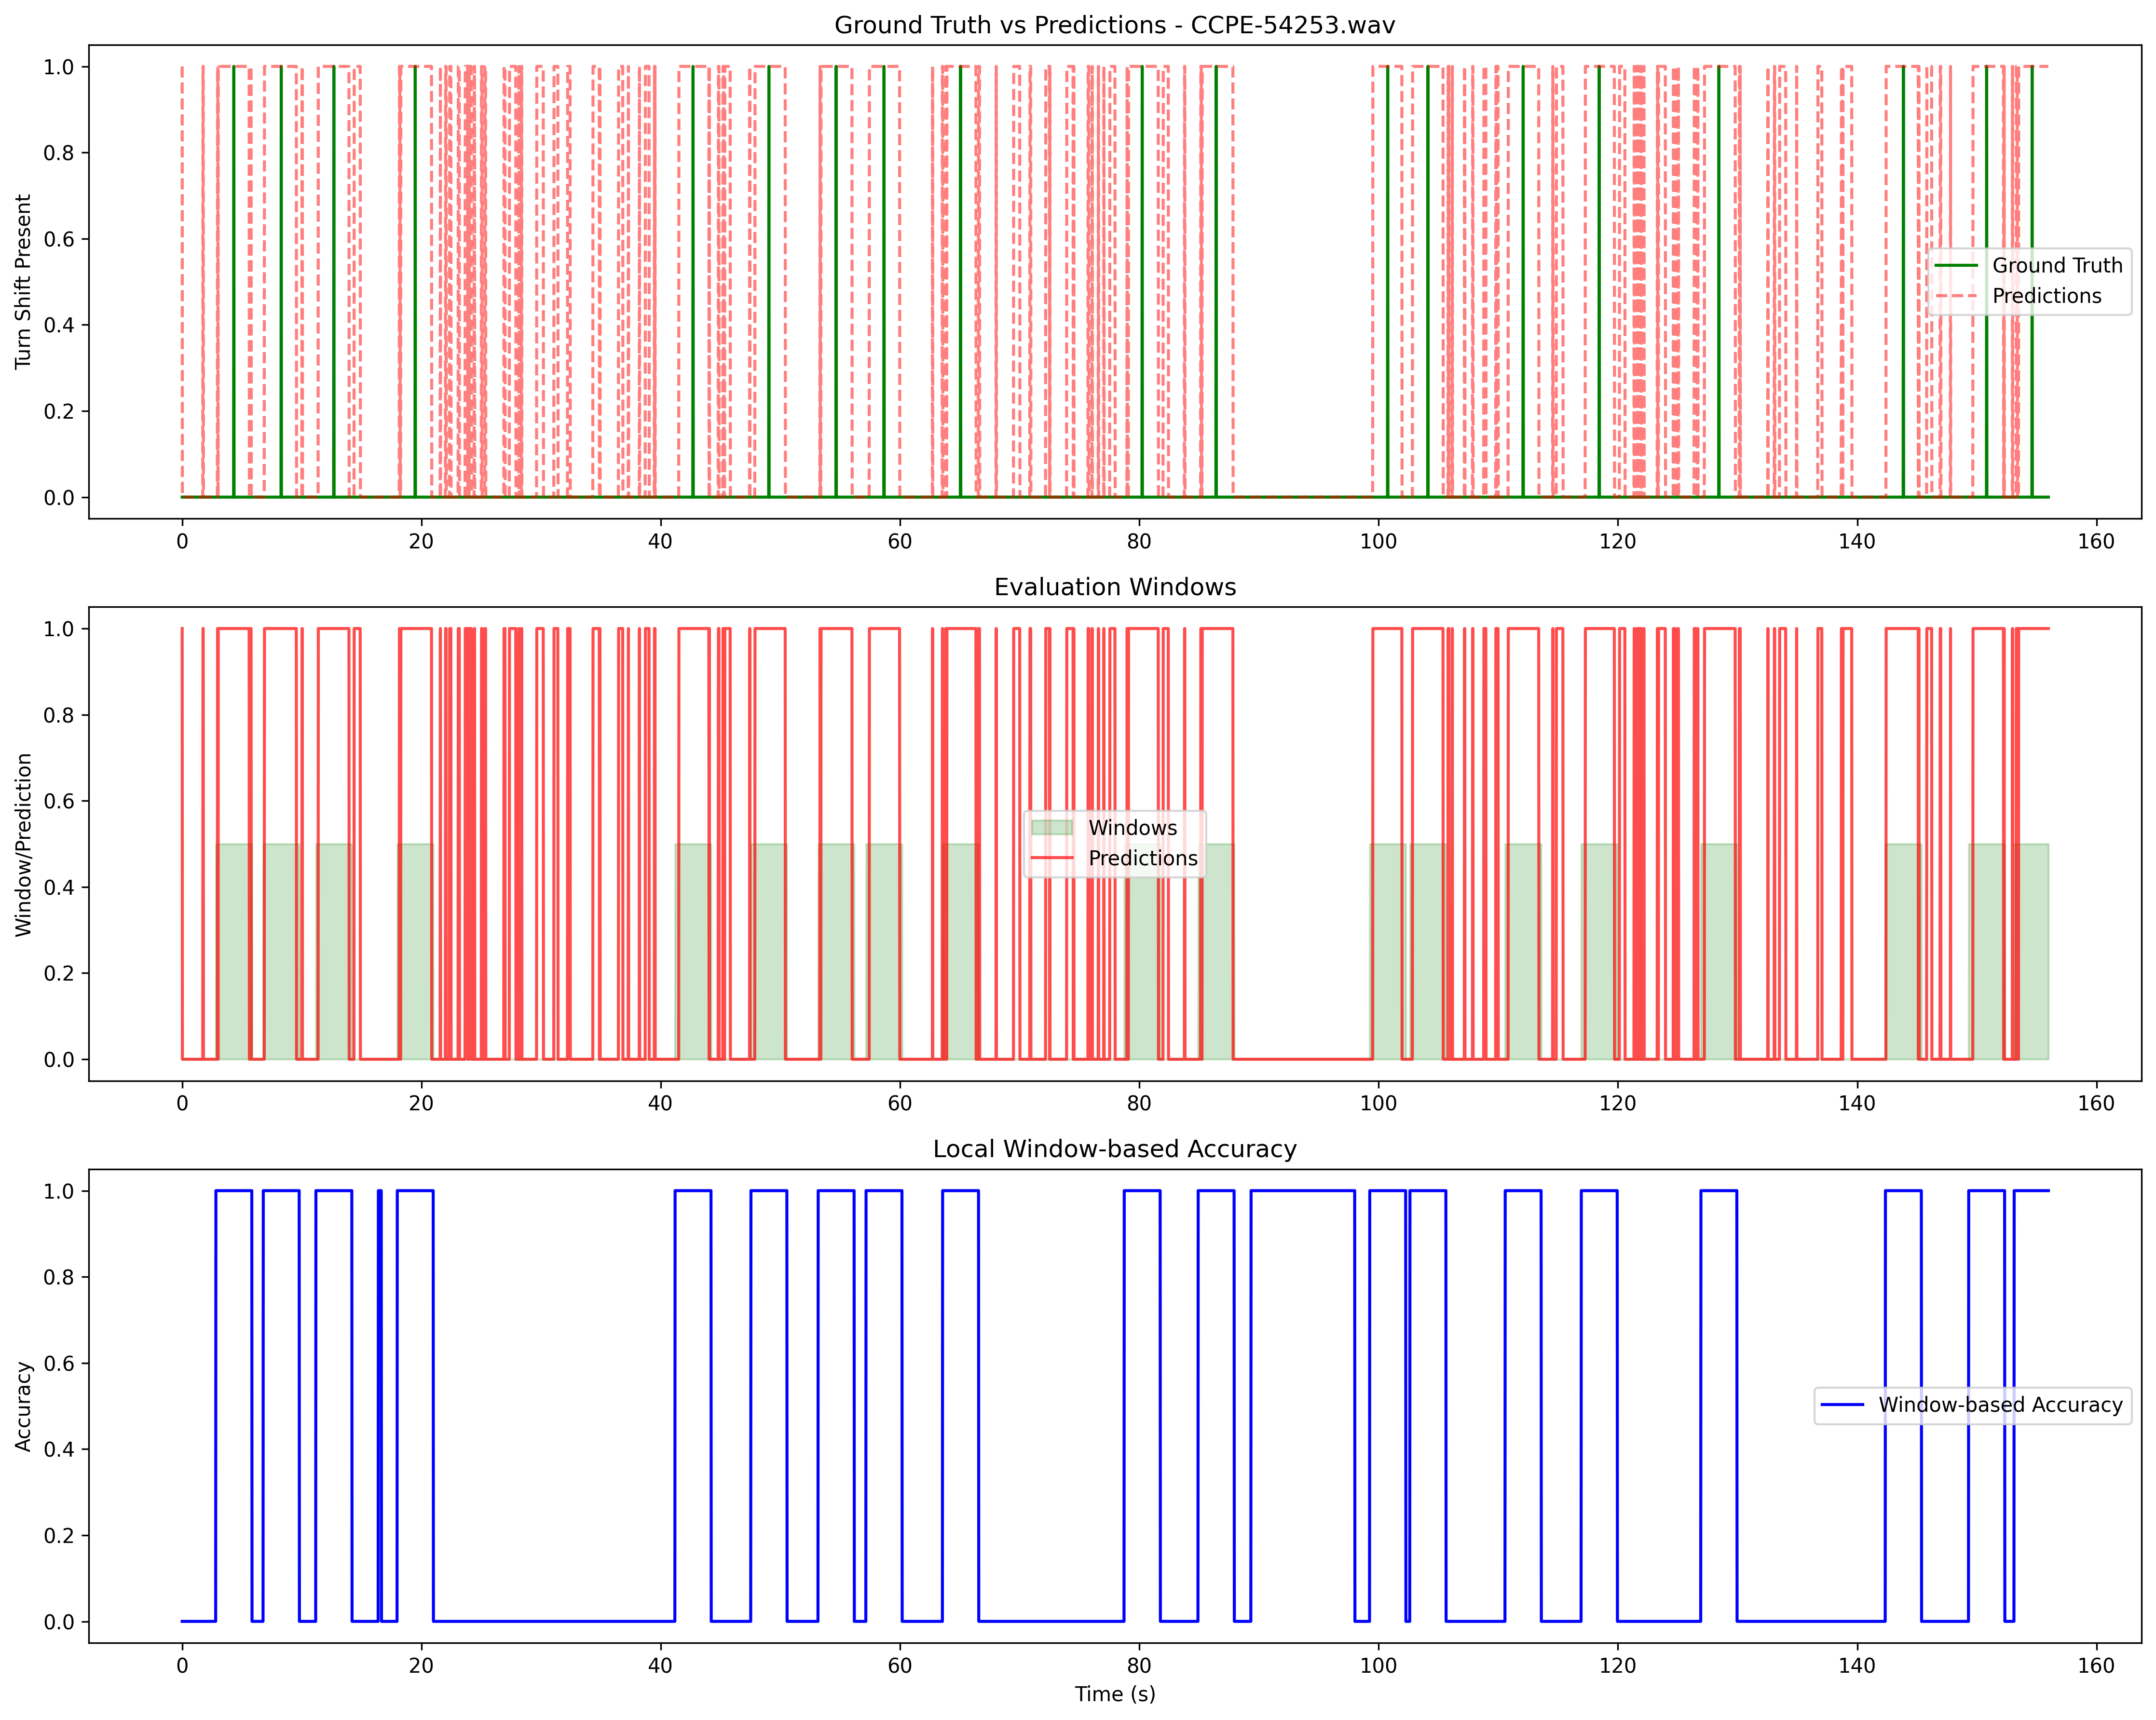 Ground Truth vs Predictions - CCPE-54253.wav
Turn Shift Present
1.0
0.8
0.6
0.4
0.2
0.0
Ground Truth
Predictions
0 20 40 60 80 100 120 140 160
Evaluation Windows
Window/Prediction
1.0
0.8
0.6
0.4
0.2
0.0
Windows
Predictions
0 20 40 60 80 100 120 140 160
Local Window-based Accuracy
Accuracy
1.0
0.8
0.6
0.4
0.2
0.0
Window-based Accuracy
0 20 40 60 80 100 120 140 160
Time (s)